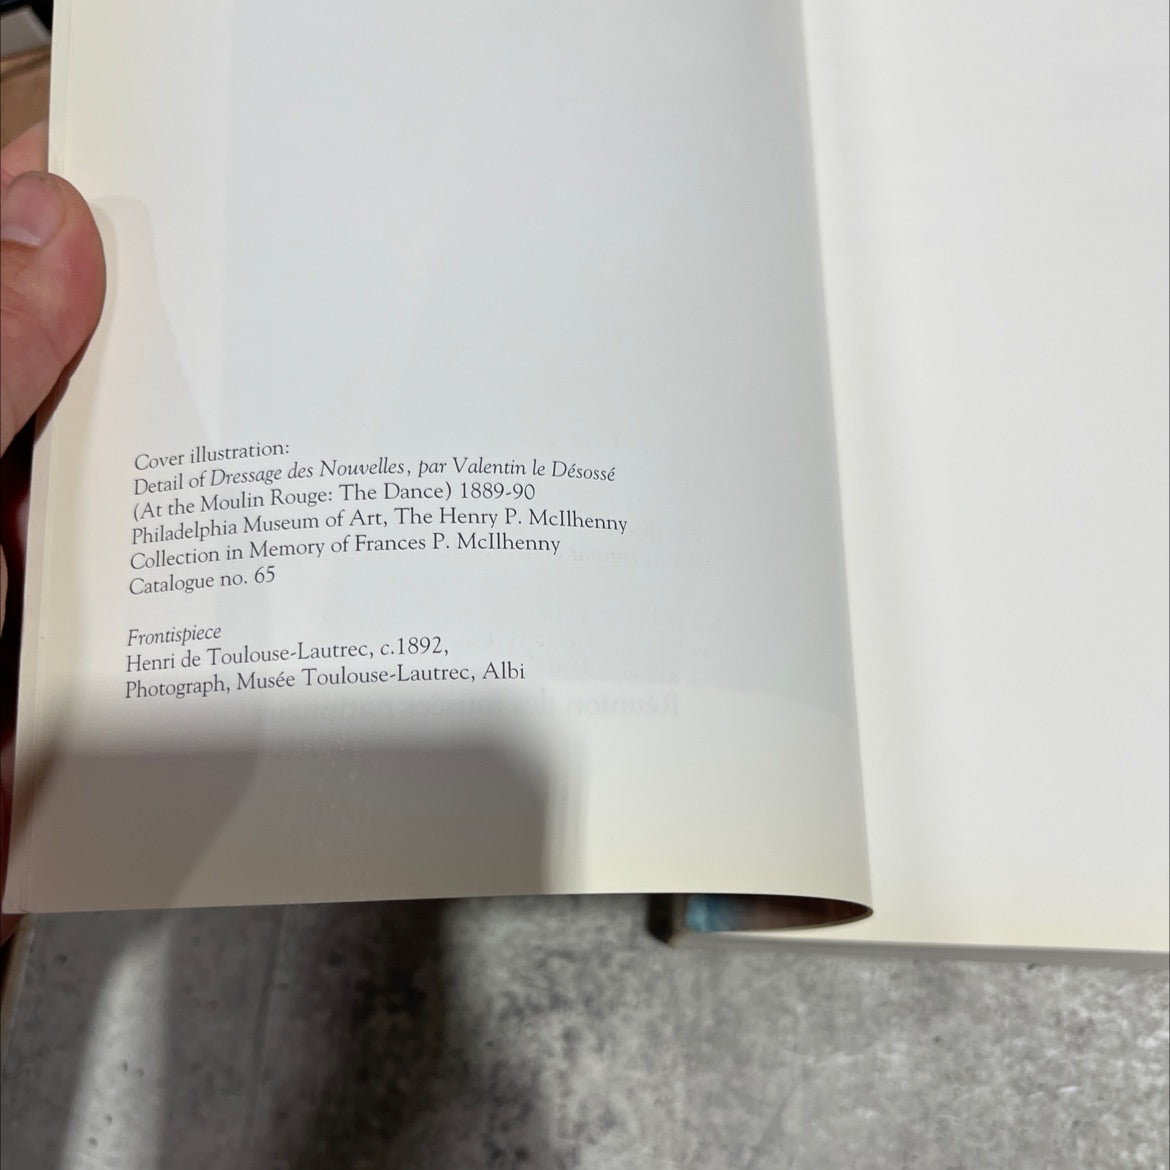 Cover illustration:
Detail of Dressage des Nouvelles, par Valentin le Désossé
(At the Moulin Rouge: The Dance) 1889-90
Philadelphia Museum of Art, The Henry P. McIlhenny
Collection in Memory of Frances P. McIlhenny
Catalogue no. 65
Frontispiece
Henri de Toulouse-Lautrec, c.1892,
Photograph, Musée Toulouse-Lautrec, Albi